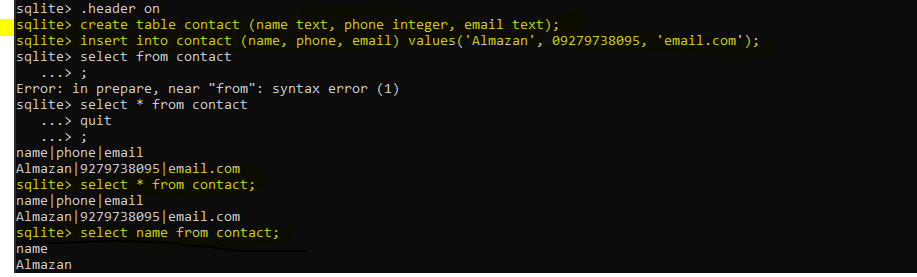 sqlite> .header on
sqlite> create table contact (name text, phone integer, email text);
sqlite> insert into contact (name, phone, email) values('Almazan', 09279738095, 'email.com');
sqlite> select from contact
   ...> ;
Error: in prepare, near "from": syntax error (1)
sqlite> select * from contact
   ...> quit
   ...> ;
name|phone|email
Almazan|9279738095|email.com
sqlite> select * from contact;
name|phone|email
Almazan|9279738095|email.com
sqlite> select name from contact;
name
Almazan